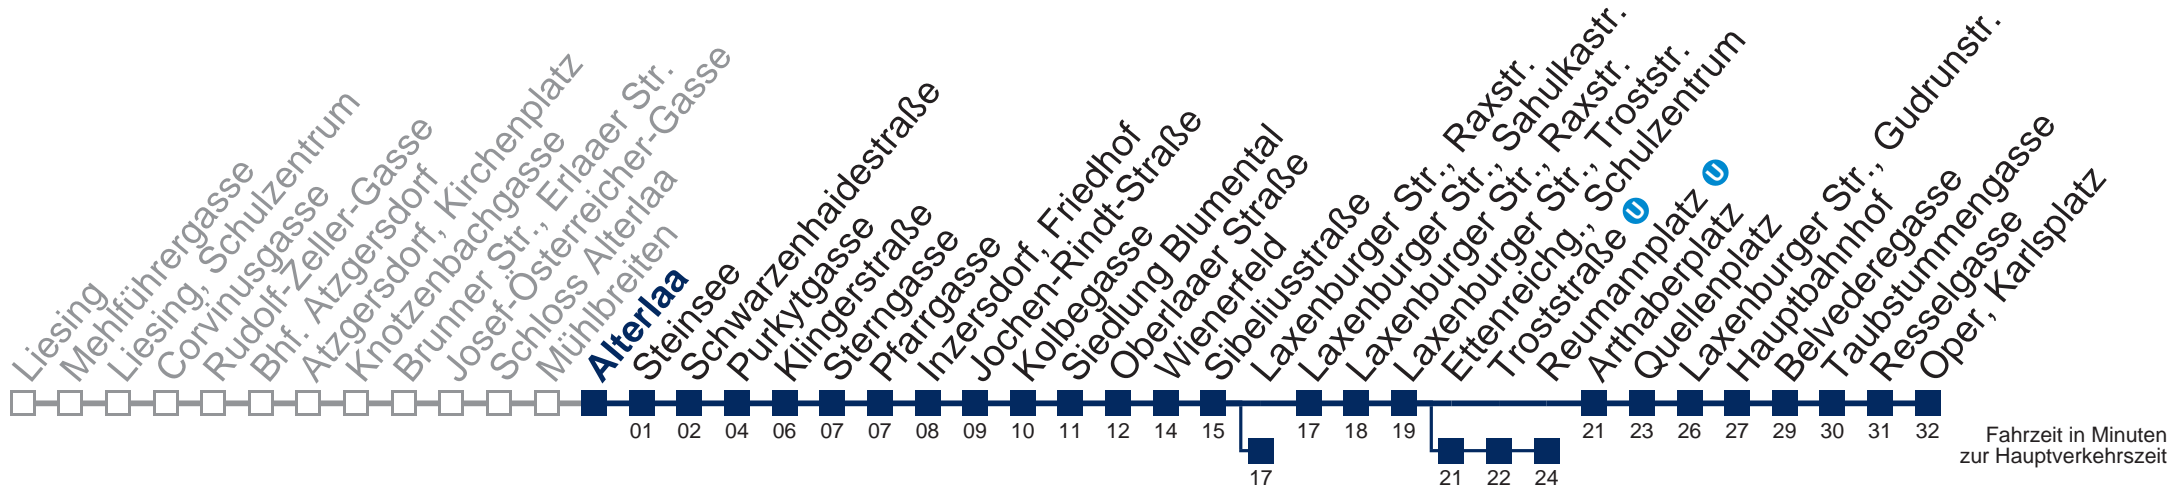 Liesing
Mehlführergasse
Liesing, Schulzentrum
Corvinusgasse
Rudolf-Zeller-Gasse
Bhf. Atzgersdorf
Atzgersdorf, Kirchenplatz
Knotzenbachgasse
Brunner Str., Erlaaer Str.
Josef-Österreicher-Gasse
Schloss Alterlaa
Mühlbreiten
Alterlaa
Steinsee
Schwarzenhaidestraße
Purkytgasse
Klingerstraße
Sterngasse
Pfarrgasse
Inzersdorf, Friedhof
Jochen-Rindt-Straße
Kolbegasse
Siedlung Blumental
Oberlaaer Straße
Wienerfeld
Sibeliusstraße
Laxenburger Str., Raxstr.
Laxenburger Str., Sahulkastr.
Laxenburger Str., Raxstr.
Laxenburger Str., Troststr.
Ettenreichg., Schulzentrum
Troststraße U
Reumannplatz U
Arthaberplatz
Quellenplatz
Laxenburger Str., Gudrunstr.
Hauptbahnhof
Belvederegasse
Taubstummengasse
Resselgasse
Oper, Karlsplatz
01 02 04 06 07 07 08 09 10 11 12 14 15 17 18 19 21 23 26 27 29 30 31 32
17 21 22 24
Fahrzeit in Minuten
zur Hauptverkehrszeit